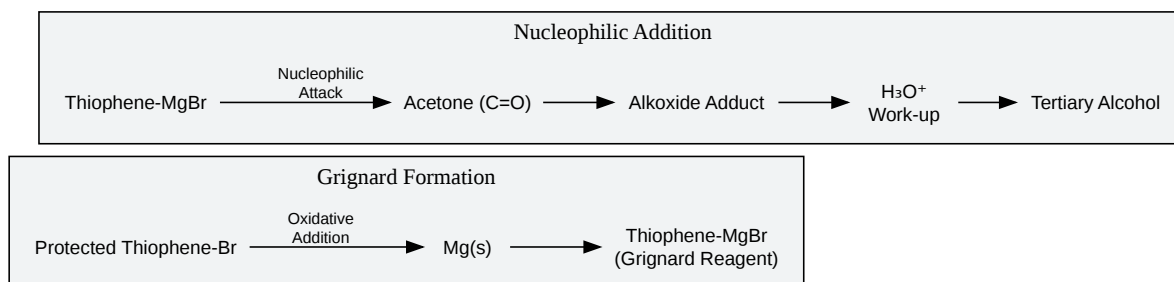 Nucleophilic Addition
Nucleophilic
Attack
Thiophene-MgBr
Acetone (C=O)
Alkoxide Adduct
H₃O⁺
Work-up
Tertiary Alcohol
Grignard Formation
Oxidative
Addition
Protected Thiophene-Br
Mg(s)
Thiophene-MgBr
(Grignard Reagent)